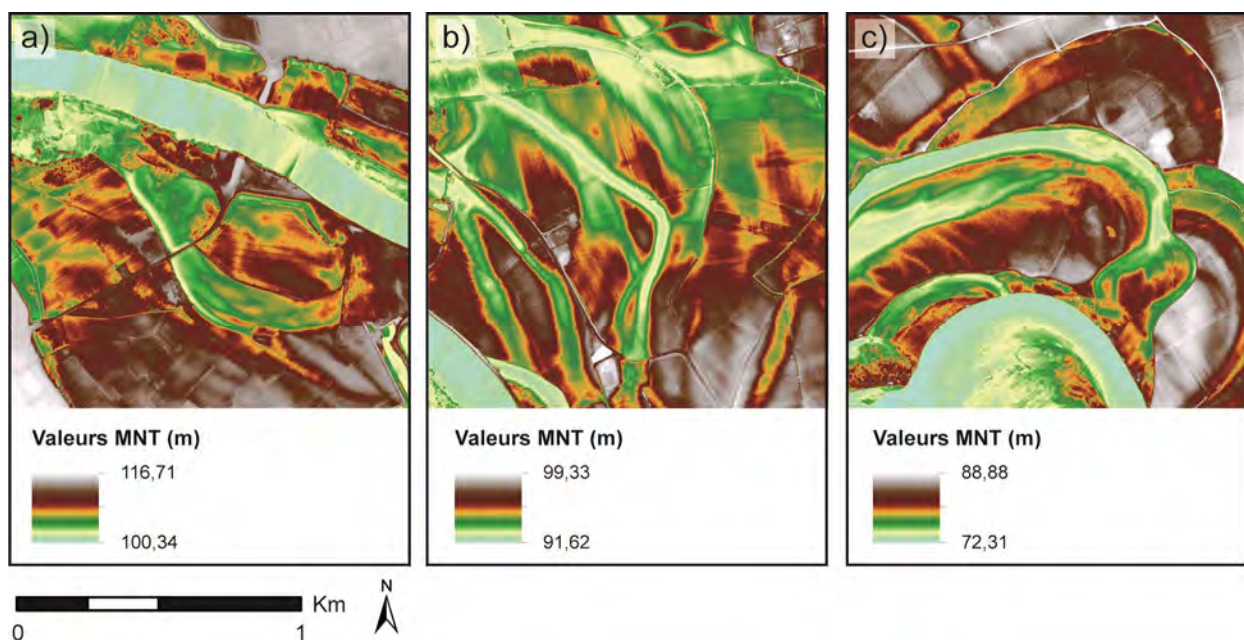 a)
b)
c)
Valeurs MNT (m)
116,71
100,34
Valeurs MNT (m)
99,33
91,62
Valeurs MNT (m)
88,88
72,31
Km
N
0
1